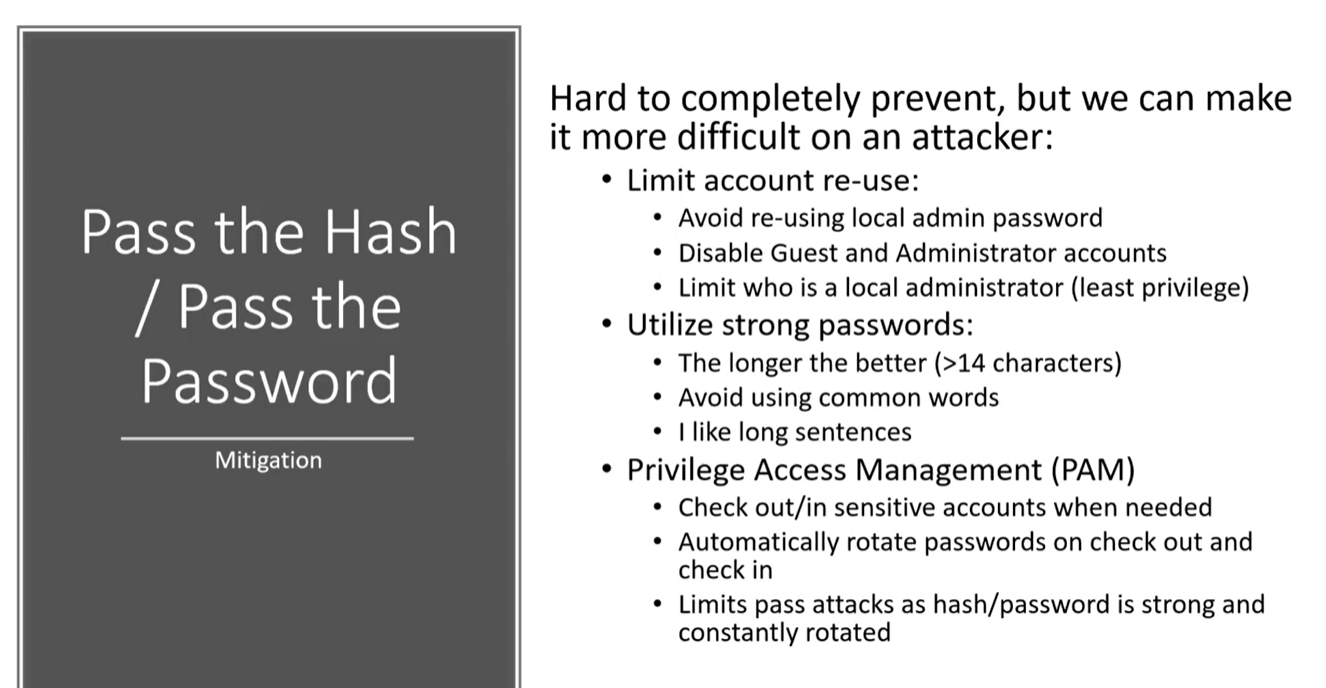 Pass the Hash
/ Pass the
Password
Mitigation
Hard to completely prevent, but we can make
it more difficult on an attacker:
• Limit account re-use:
• Avoid re-using local admin password
• Disable Guest and Administrator accounts
• Limit who is a local administrator (least privilege)
• Utilize strong passwords:
• The longer the better (>14 characters)
• Avoid using common words
• I like long sentences
• Privilege Access Management (PAM)
• Check out/in sensitive accounts when needed
• Automatically rotate passwords on check out and
check in
• Limits pass attacks as hash/password is strong and
constantly rotated